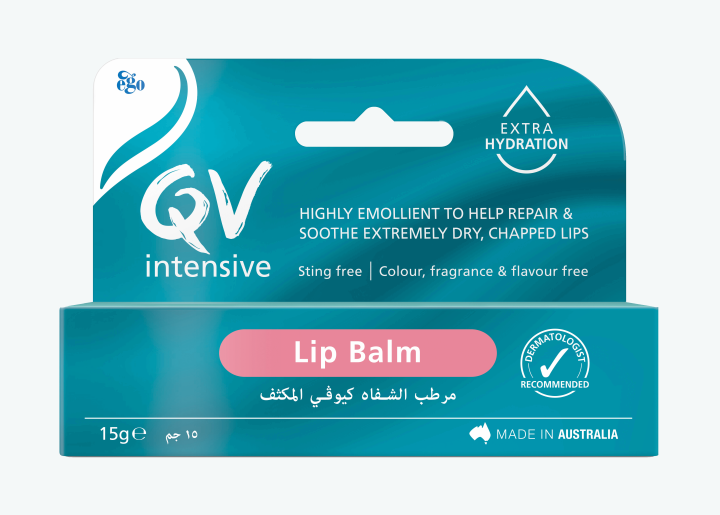 ego
EXTRA
HYDRATION
QV
intensive
HIGHLY EMOLLIENT TO HELP REPAIR &
SOOTHE EXTREMELY DRY, CHAPPED LIPS
Sting free | Colour, fragrance & flavour free
Lip Balm
مرطب الشفاه كيوڤي المكثف
DERMATOLOGIST
RECOMMENDED
15g℮
١٥ جم
MADE IN AUSTRALIA